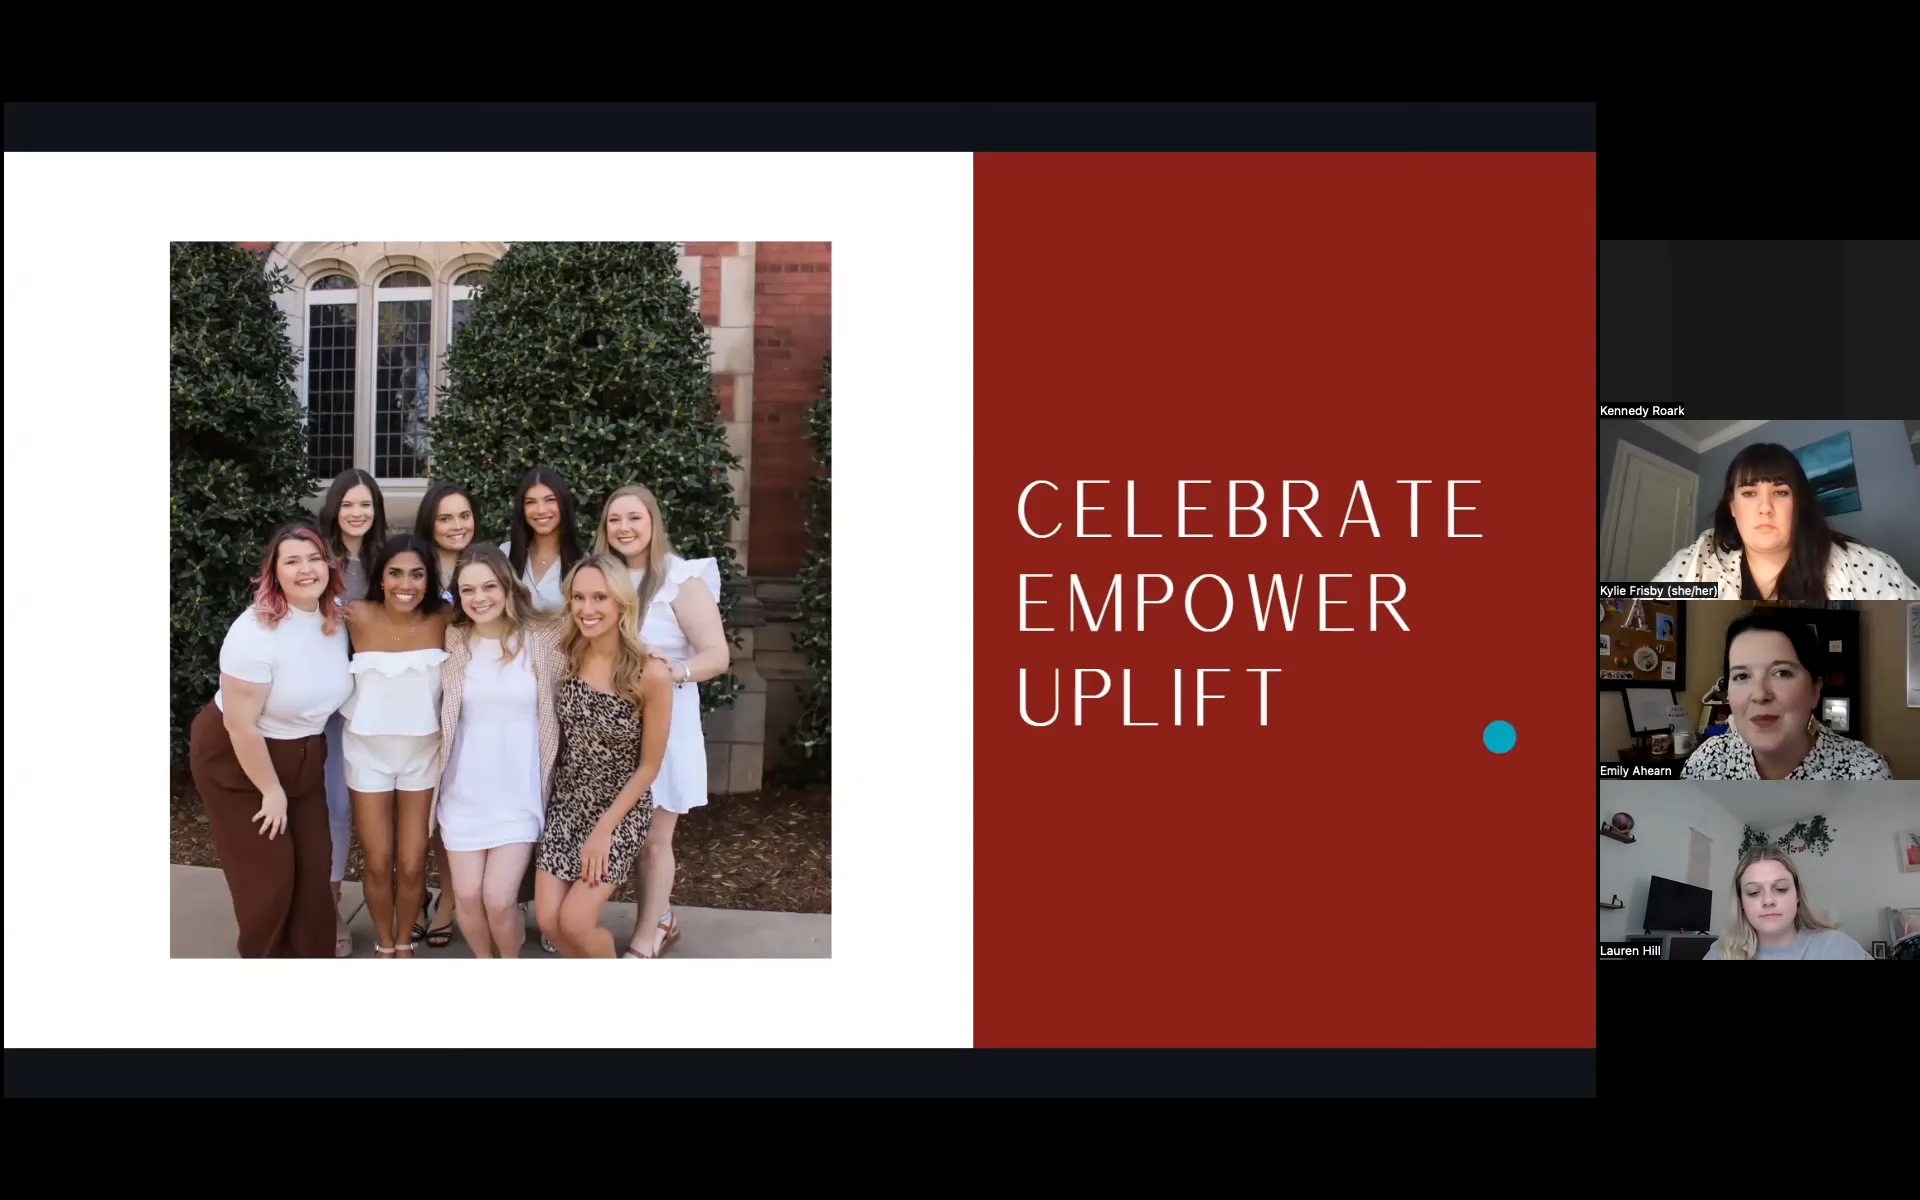 CELEBRATE
EMPOWER
UPLIFT
Kennedy Roark
Kylie Frisby (she/her)
Emily Ahearn
Lauren Hill